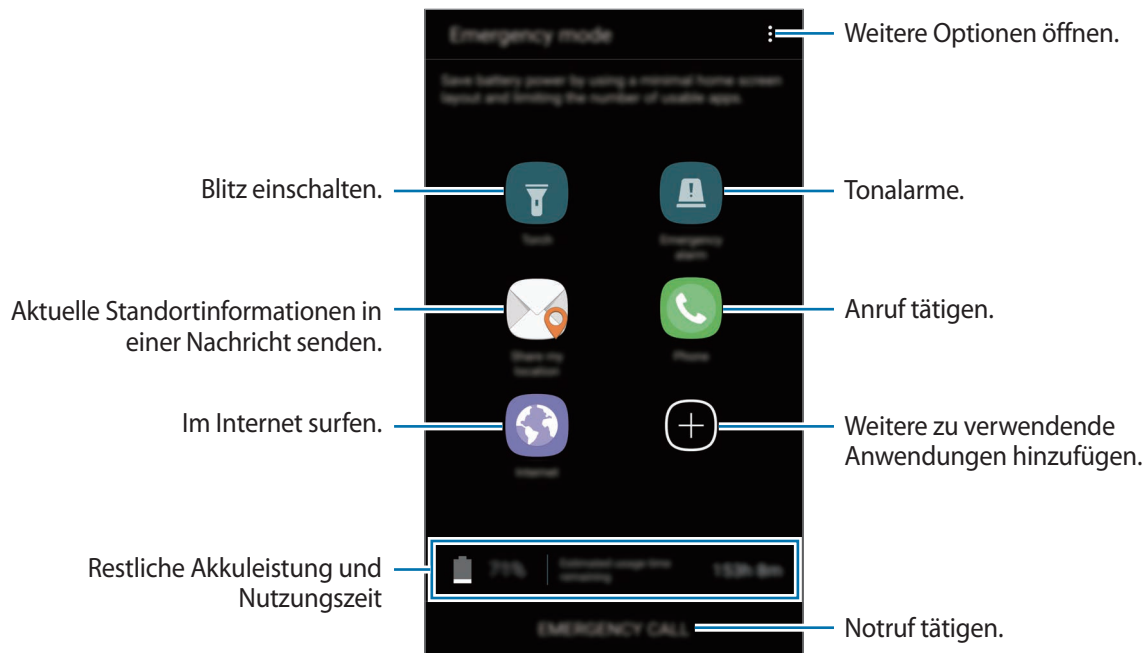 Emergency mode
Weitere Optionen öffnen.
Save battery power by using a minimal home screen
layout and limiting the number of usable apps.
Blitz einschalten.
Tonalarme.
Torch
Emergency
alarm
Aktuelle Standortinformationen in
einer Nachricht senden.
Anruf tätigen.
Share my
location
Phone
Im Internet surfen.
Weitere zu verwendende
Anwendungen hinzufügen.
Internet
Restliche Akkuleistung und
Nutzungszeit
71%
Estimated usage time
remaining
153h 8m
EMERGENCY CALL
Notruf tätigen.